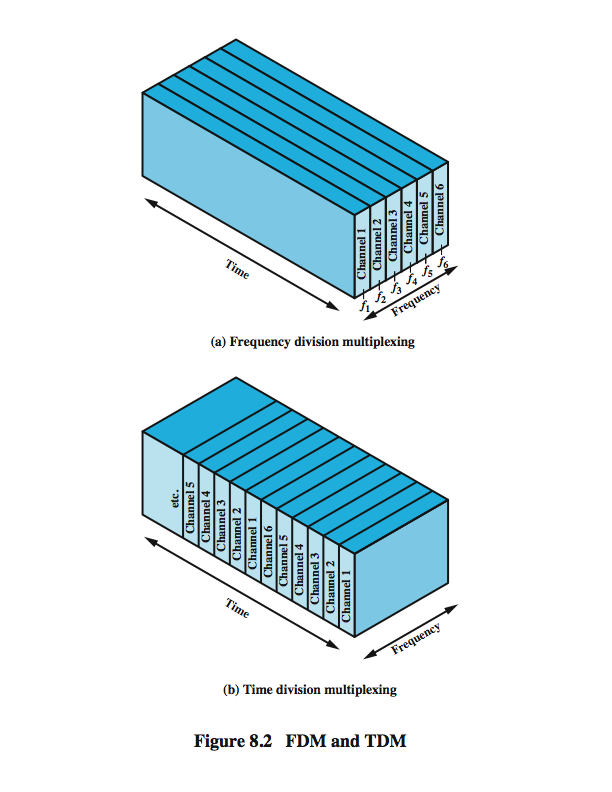 Channel 1
Channel 2
Channel 3
Channel 4
Channel 5
Channel 6
f1
f2
f3
f4
f5
f6
Time
Frequency
(a) Frequency division multiplexing
etc.
Channel 5
Channel 4
Channel 3
Channel 2
Channel 1
Channel 6
Channel 5
Channel 4
Channel 3
Channel 2
Channel 1
Time
Frequency
(b) Time division multiplexing
Figure 8.2 FDM and TDM